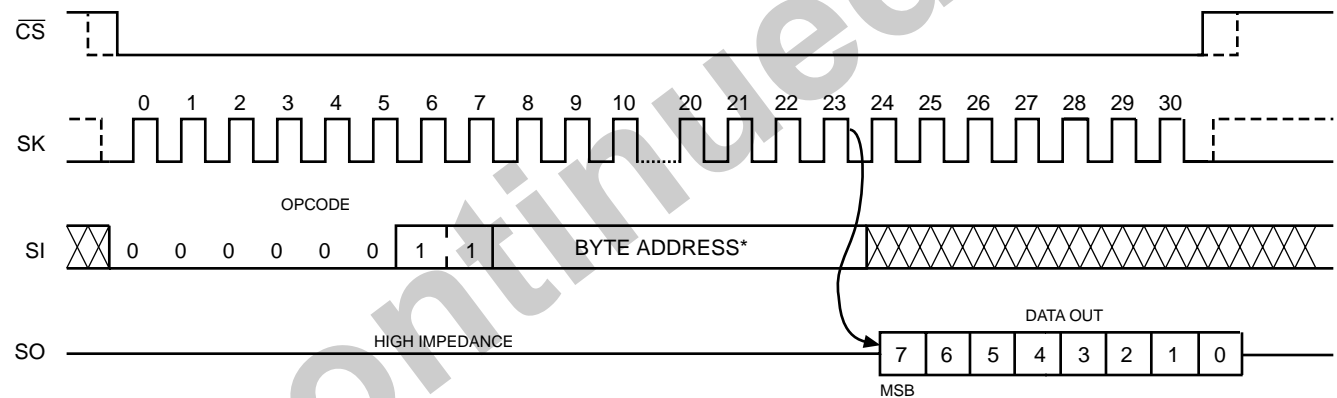 CS
0 1 2 3 4 5 6 7 8 9 10 20 21 22 23 24 25 26 27 28 29 30
SK
OPCODE
SI 0 0 0 0 0 0 1 1 BYTE ADDRESS*
DATA OUT
SO HIGH IMPEDANCE 7 6 5 4 3 2 1 0
MSB
ontinued